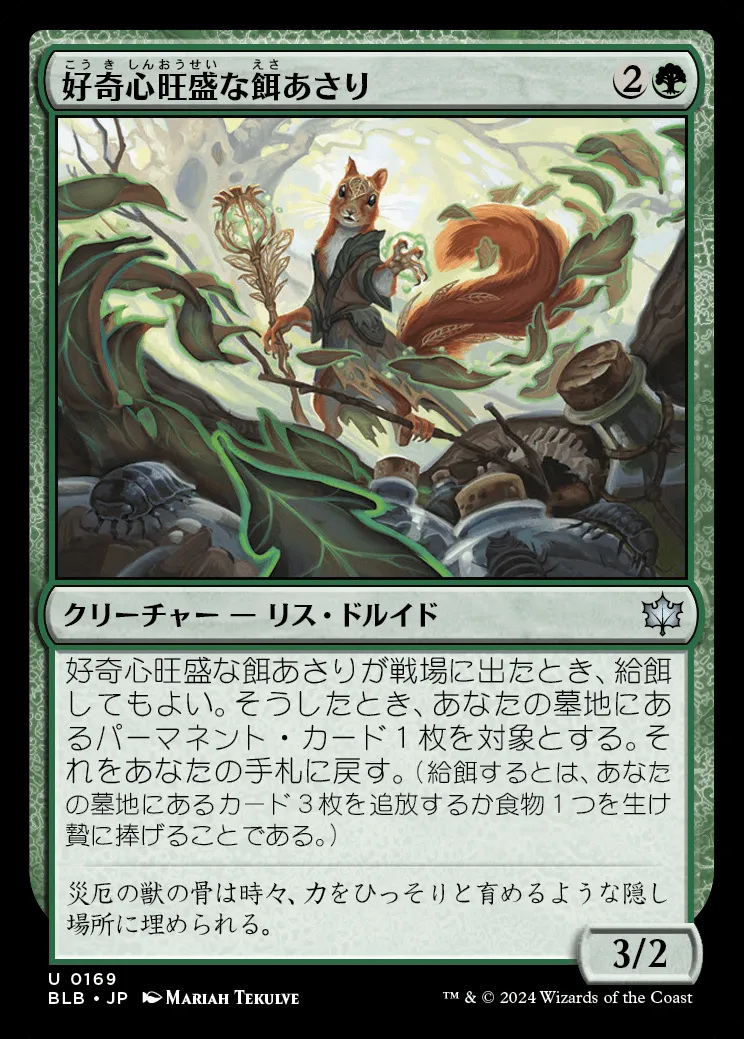 こうきしんおうせい えさ
好奇心旺盛な餌あさり 2
クリーチャー — リス・ドルイド
好奇心旺盛な餌あさりが戦場に出たとき、給餌
してもよい。そうしたとき、あなたの墓地にあ
るパーマネント・カード1枚を対象とする。そ
れをあなたの手札に戻す。（給餌するとは、あなた
の墓地にあるカード3枚を追放するか食物1つを生け
贄に捧げることである。）
災厄の獣の骨は時々、力をひっそりと育めるような隠し
場所に埋められる。
3/2
U 0169
BLB • JP Mariah Tekulve
™ & © 2024 Wizards of the Coast